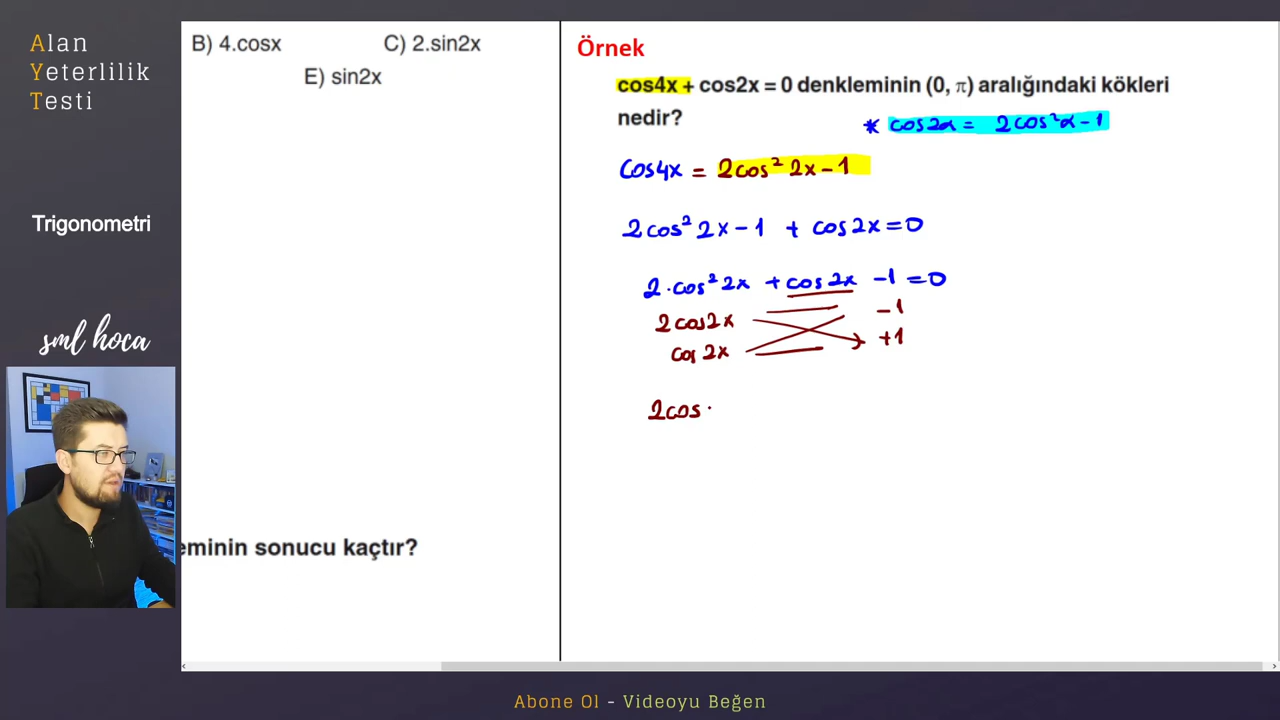 Alan
Yeterlilik
Testi
Trigonometri
sml hoca
B) 4.cosx
C) 2.sin2x
E) sin2x
eminin sonucu kaçtır?
Örnek
cos4x + cos2x = 0 denkleminin (0, π) aralığındaki kökleri
nedir?
* cos2α = 2cos²α-1
cos4x = 2cos² 2x-1
2cos² 2x-1 + cos2x=0
2.cos² 2x +cos2x -1 =0
2cos2x -1
cos2x +1
2cos
Abone Ol - Videoyu Beğen